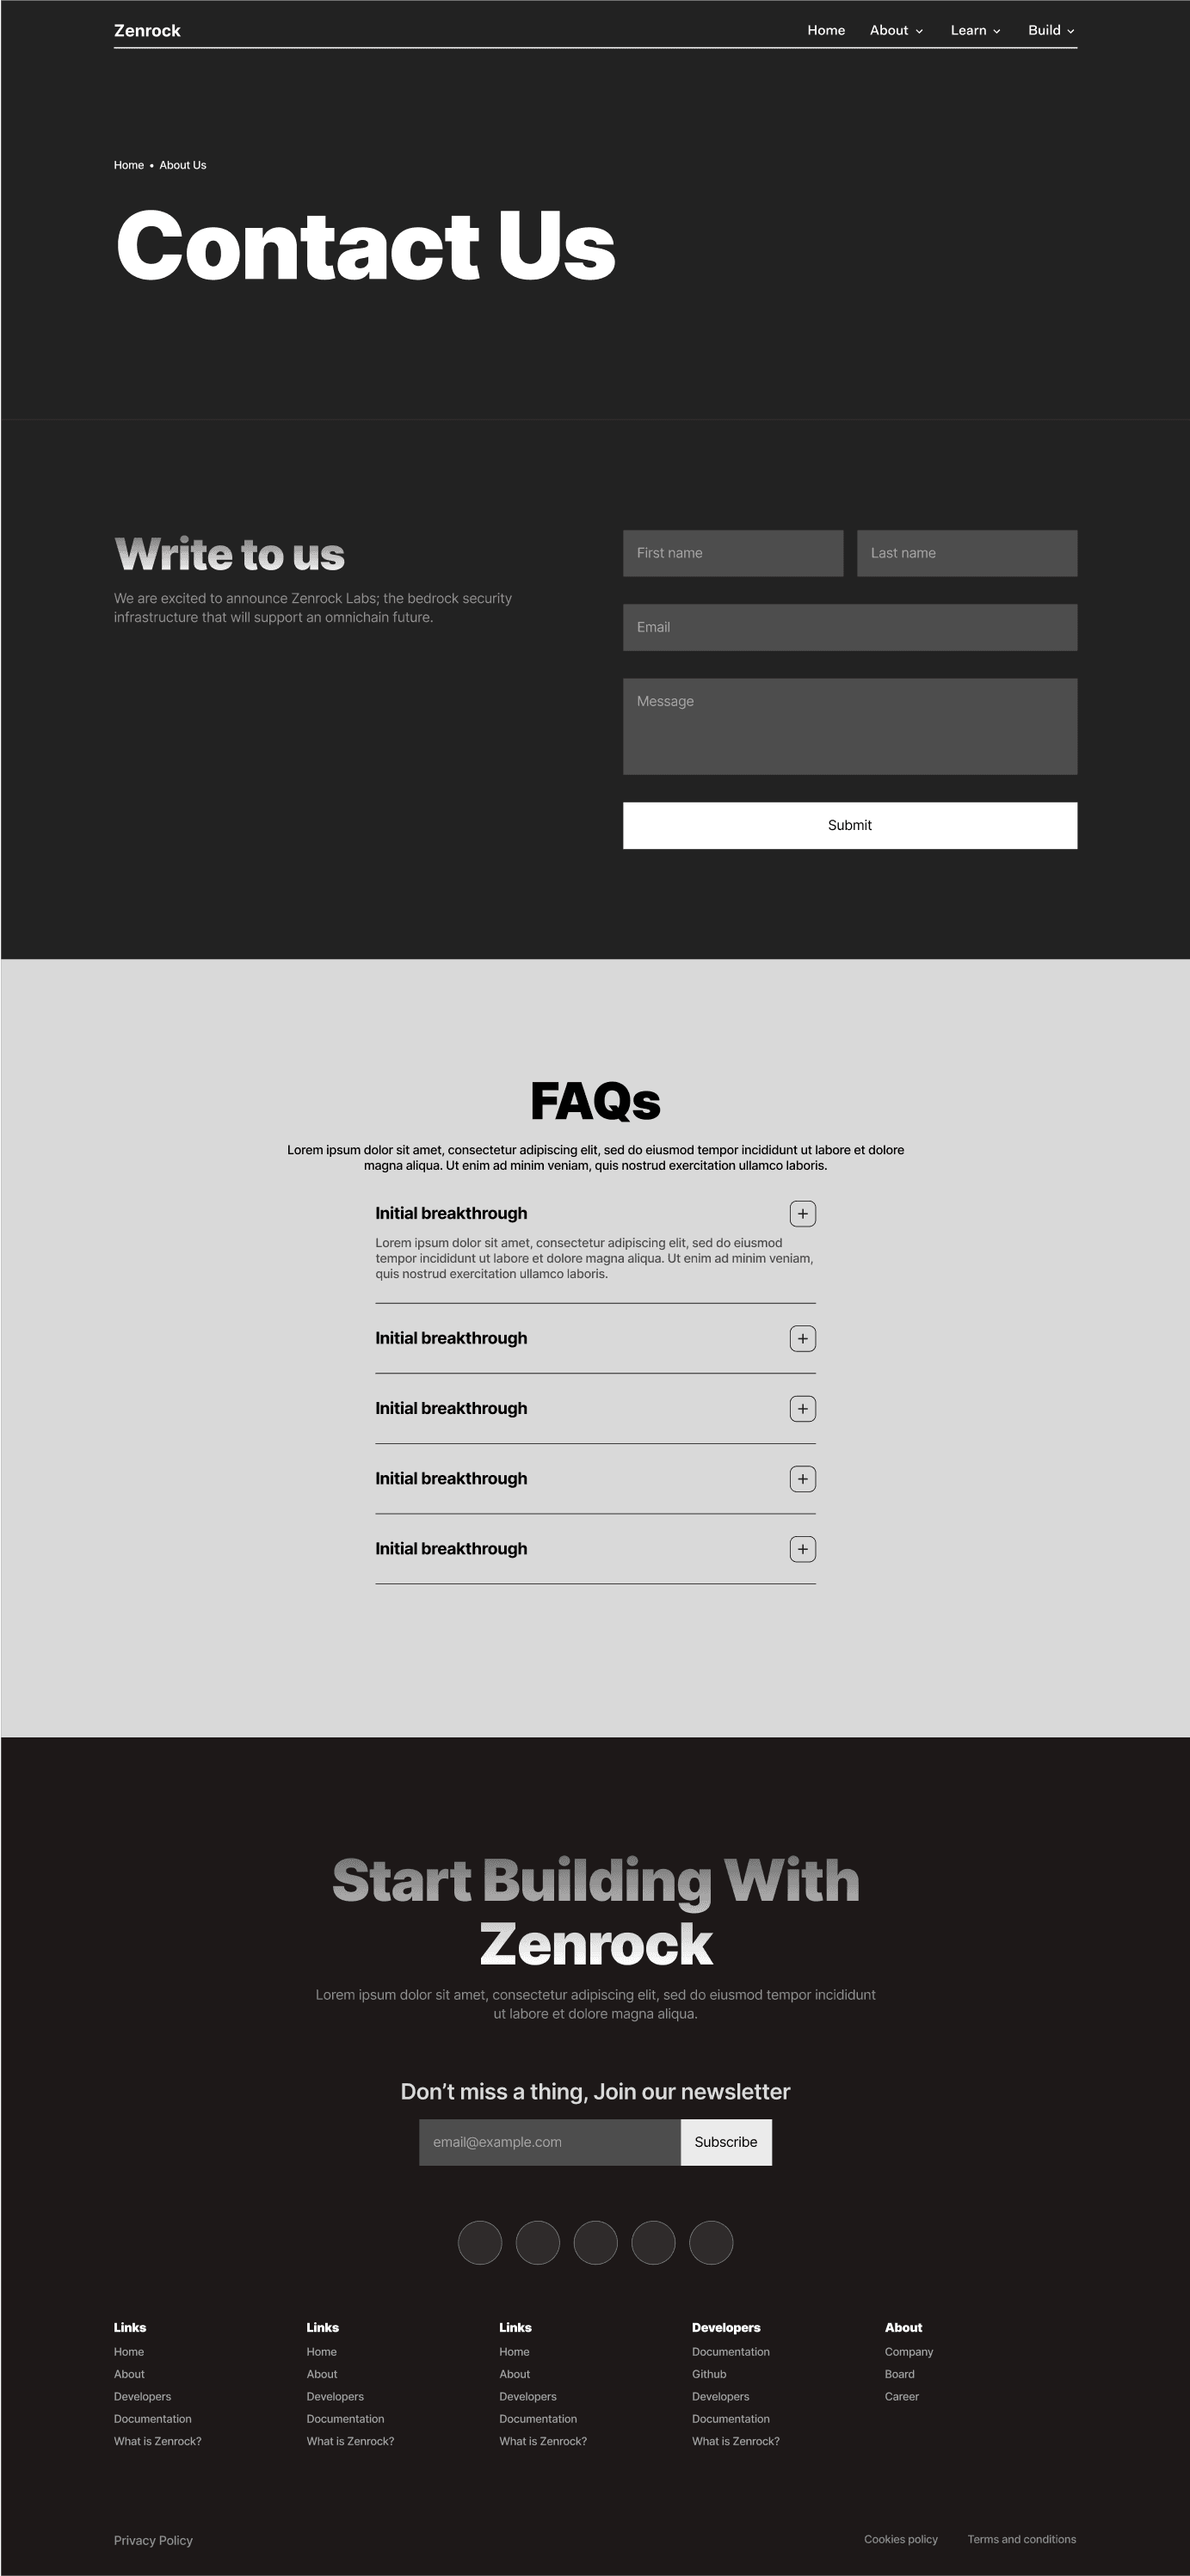 Zenrock
Home About Learn Build
Home • About Us
Contact Us
Write to us
We are excited to announce Zenrock Labs; the bedrock security
infrastructure that will support an omnichain future.
First name
Last name
Email
Message
Submit
FAQs
Lorem ipsum dolor sit amet, consectetur adipiscing elit, sed do eiusmod tempor incididunt ut labore et dolore
magna aliqua. Ut enim ad minim veniam, quis nostrud exercitation ullamco laboris.
Initial breakthrough
Lorem ipsum dolor sit amet, consectetur adipiscing elit, sed do eiusmod
tempor incididunt ut labore et dolore magna aliqua. Ut enim ad minim veniam,
quis nostrud exercitation ullamco laboris.
Initial breakthrough
Initial breakthrough
Initial breakthrough
Initial breakthrough
Start Building With
Zenrock
Lorem ipsum dolor sit amet, consectetur adipiscing elit, sed do eiusmod tempor incididunt
ut labore et dolore magna aliqua.
Don’t miss a thing, Join our newsletter
email@example.com
Subscribe
Links
Home
About
Developers
Documentation
What is Zenrock?
Links
Home
About
Developers
Documentation
What is Zenrock?
Links
Home
About
Developers
Documentation
What is Zenrock?
Developers
Documentation
Github
Developers
Documentation
What is Zenrock?
About
Company
Board
Career
Privacy Policy
Cookies policy
Terms and conditions